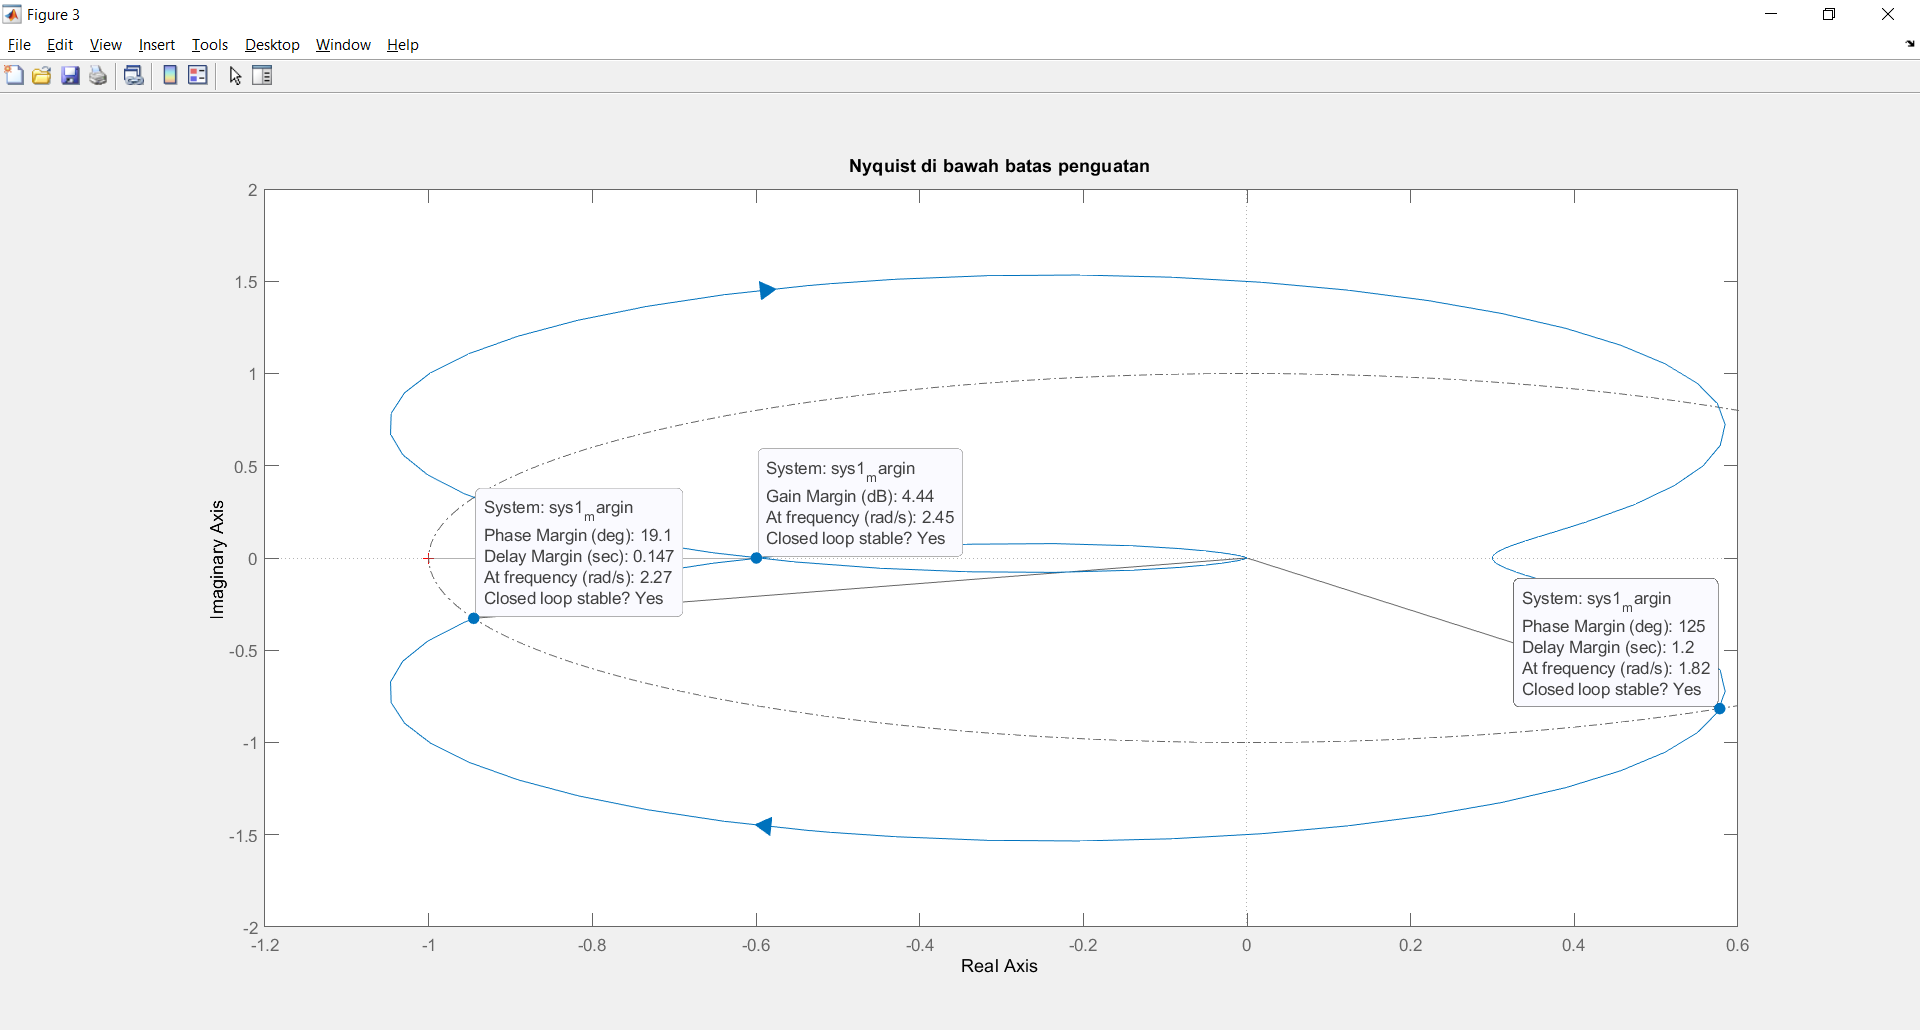 Figure 3
File Edit View Insert Tools Desktop Window Help
Nyquist di bawah batas penguatan
2
1.5
1
0.5
0
-0.5
-1
-1.5
-2
Imaginary Axis
System: sys1_margin
Phase Margin (deg): 19.1
Delay Margin (sec): 0.147
At frequency (rad/s): 2.27
Closed loop stable? Yes
System: sys1_margin
Gain Margin (dB): 4.44
At frequency (rad/s): 2.45
Closed loop stable? Yes
System: sys1_margin
Phase Margin (deg): 125
Delay Margin (sec): 1.2
At frequency (rad/s): 1.82
Closed loop stable? Yes
-1.2 -1 -0.8 -0.6 -0.4 -0.2 0 0.2 0.4 0.6
Real Axis